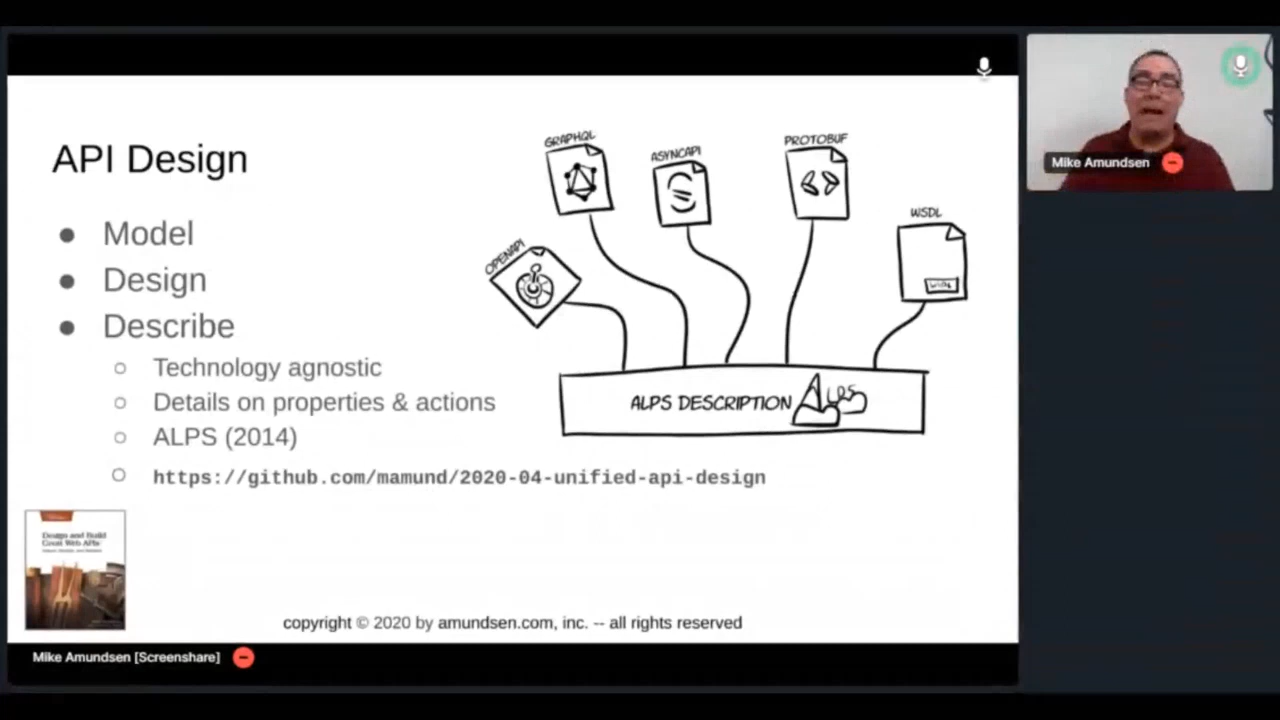 API Design
Model
Design
Describe
Technology agnostic
Details on properties & actions
ALPS (2014)
https://github.com/mamund/2020-04-unified-api-design
GRAPHQL
ASYNCAPI
PROTOBUF
WSDL
OPENAPI
WSDL
ALPS DESCRIPTION ALPS
Design and Build
Great Web APIs
copyright © 2020 by amundsen.com, inc. -- all rights reserved
Mike Amundsen [Screenshare]
Mike Amundsen